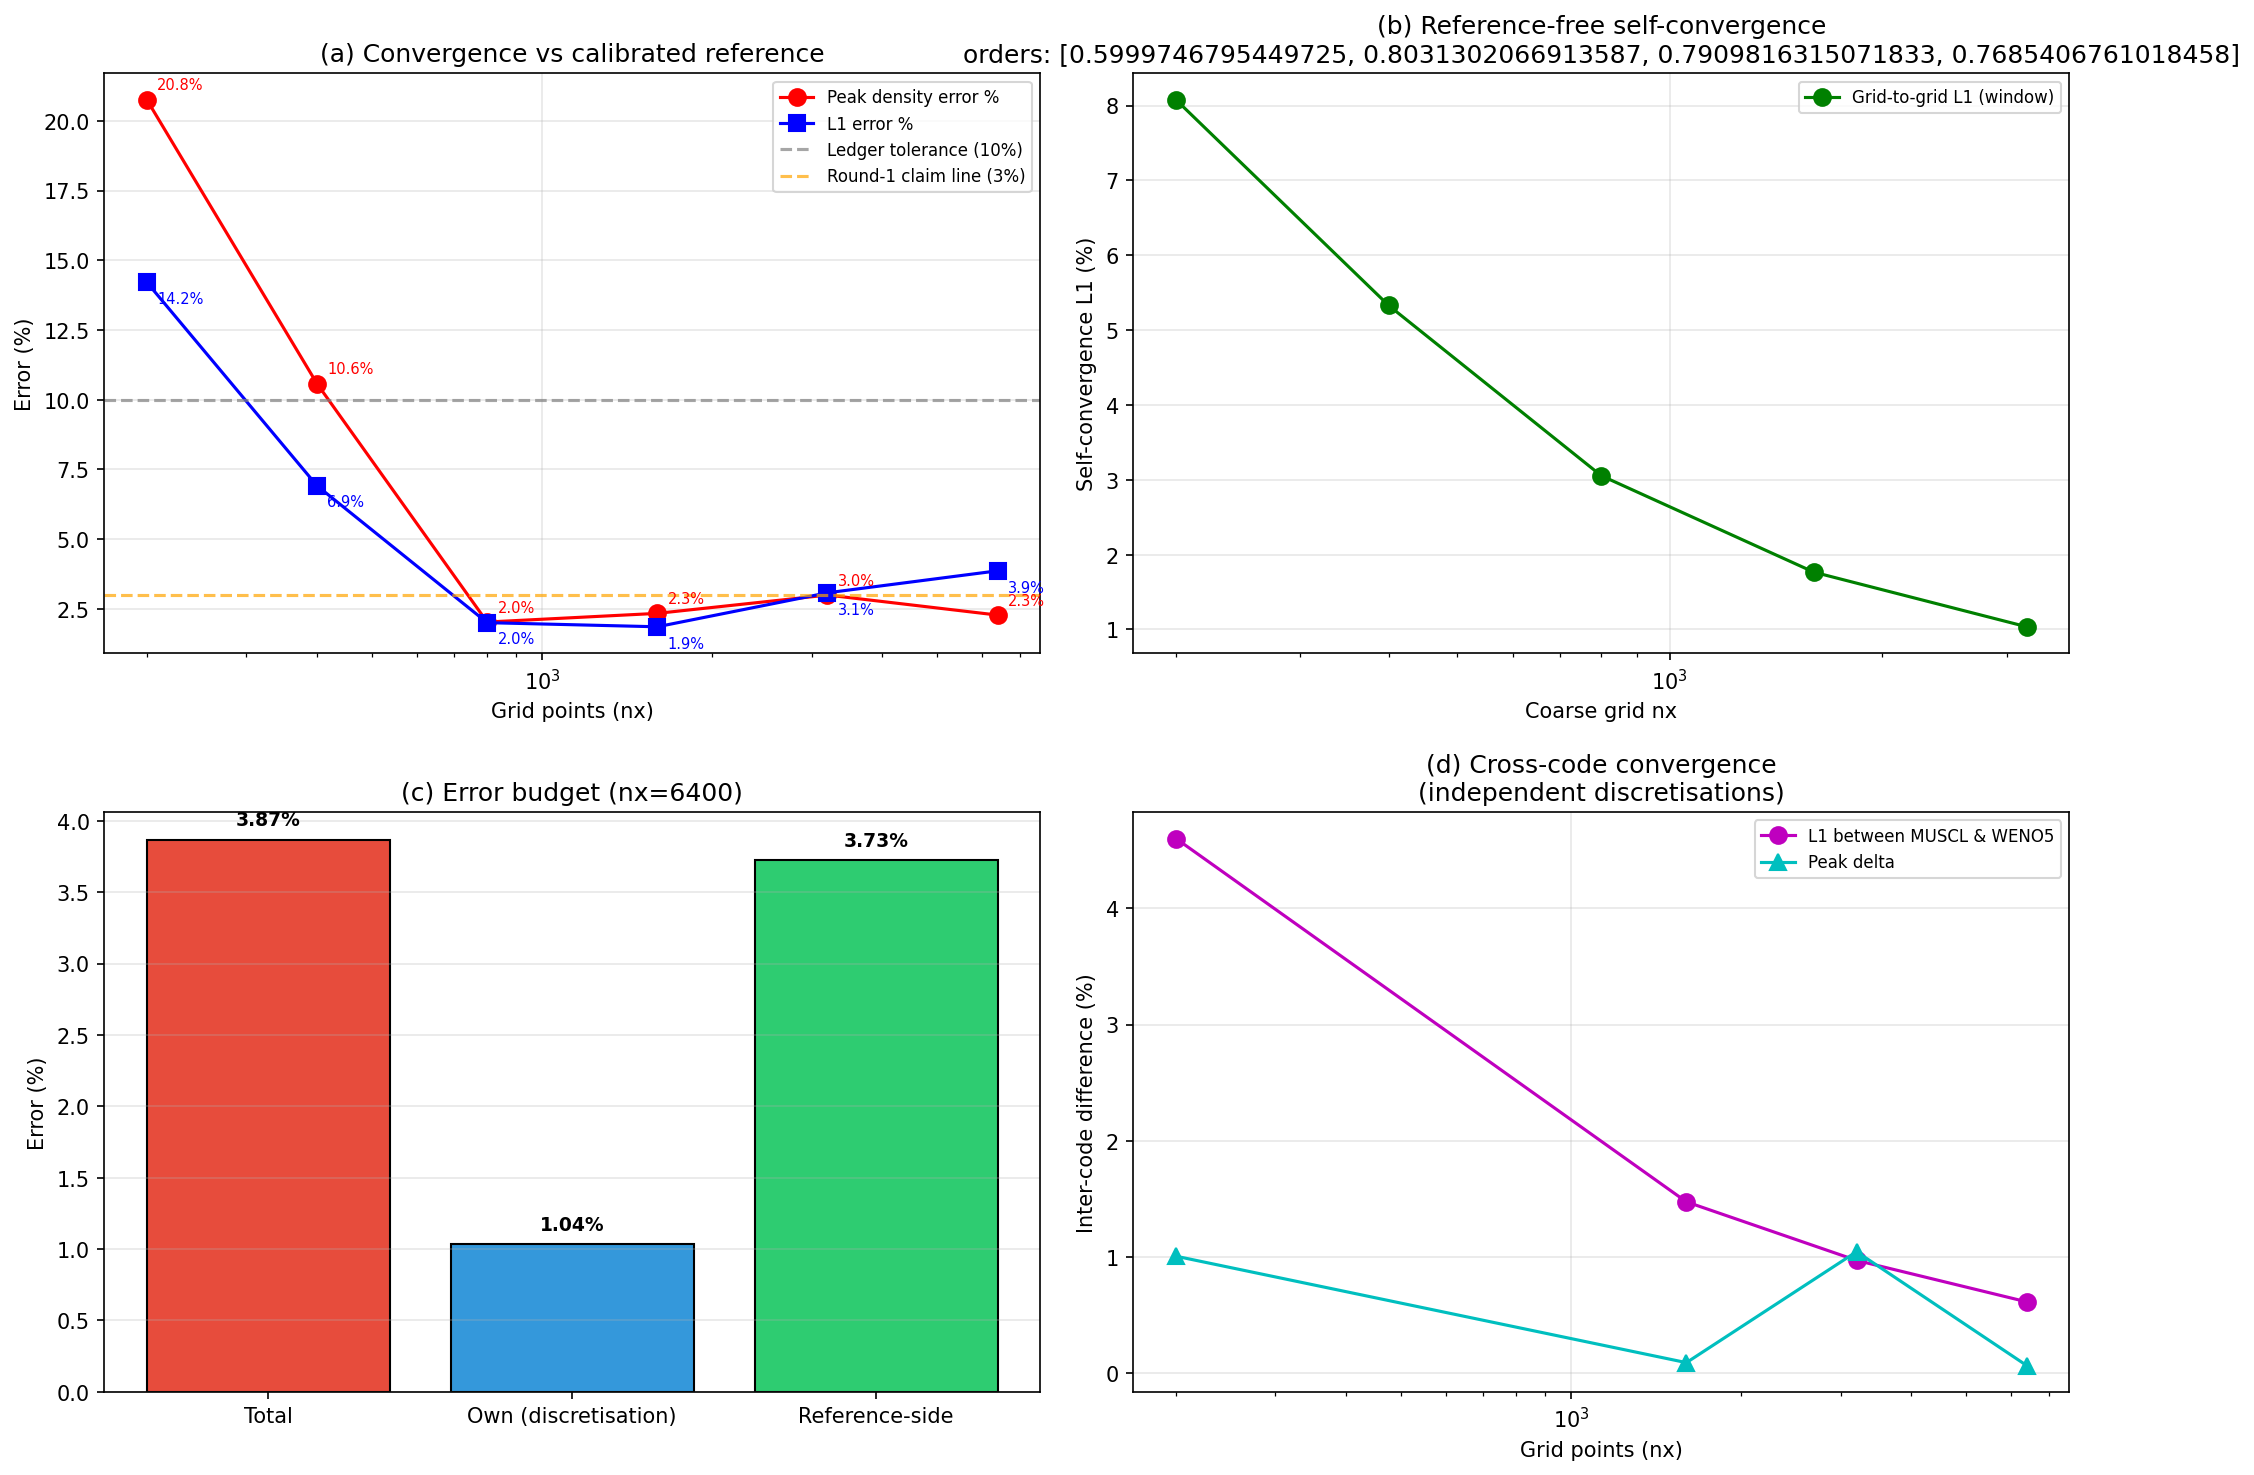 (a) Convergence vs calibrated reference
20.8%
10.6%
2.0%
2.3%
3.0%
2.3%
14.2%
6.9%
2.0%
1.9%
3.1%
3.9%
Peak density error %
L1 error %
Ledger tolerance (10%)
Round-1 claim line (3%)
20.0
17.5
15.0
12.5
10.0
7.5
5.0
2.5
Error (%)
10³
Grid points (nx)
(b) Reference-free self-convergence
orders: [0.5999746795449725, 0.8031302066913587, 0.7909816315071833, 0.7685406761018458]
Grid-to-grid L1 (window)
8
7
6
5
4
3
2
1
Self-convergence L1 (%)
10³
Coarse grid nx
(c) Error budget (nx=6400)
3.87%
1.04%
3.73%
4.0
3.5
3.0
2.5
2.0
1.5
1.0
0.5
0.0
Error (%)
Total
Own (discretisation)
Reference-side
(d) Cross-code convergence
(independent discretisations)
L1 between MUSCL & WENO5
Peak delta
4
3
2
1
0
Inter-code difference (%)
10³
Grid points (nx)